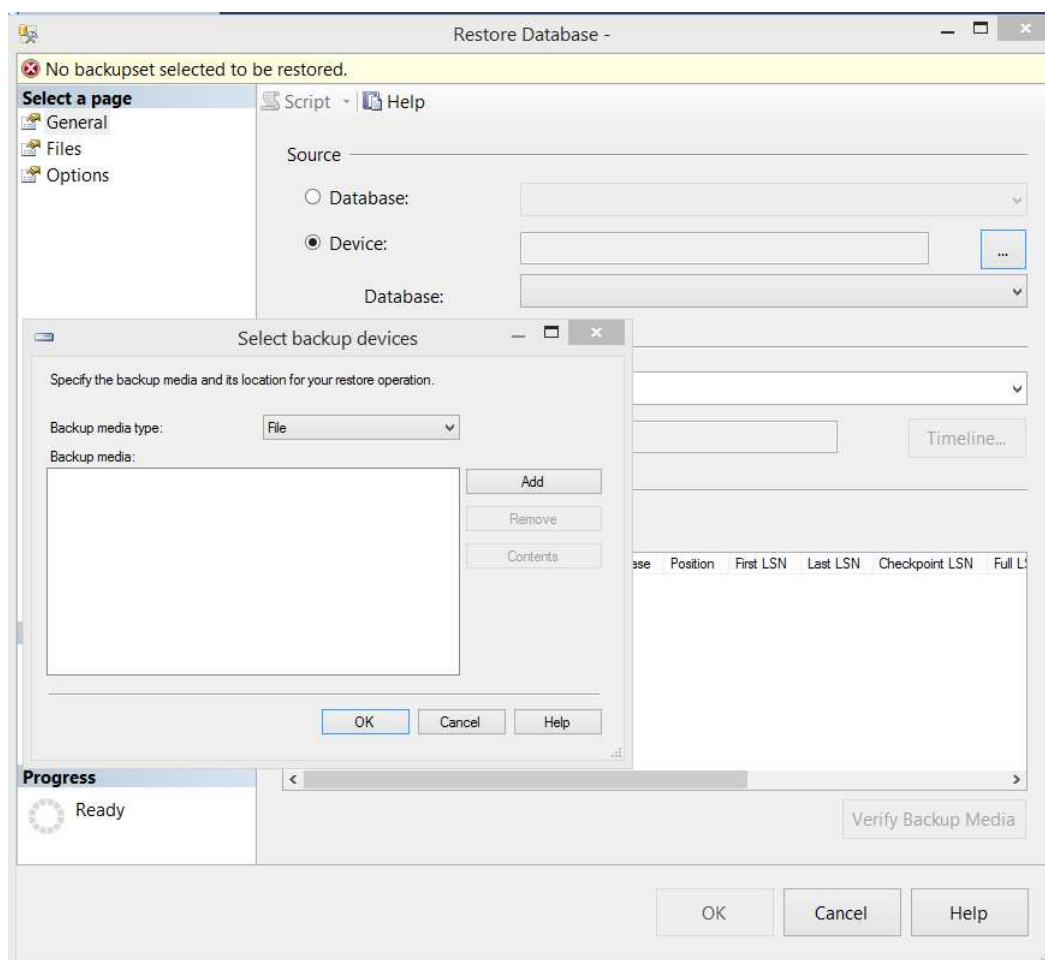 Restore Database -
No backupset selected to be restored.
Select a page
General
Files
Options
Script
Help
Source
Database:
Device:
...
Database:
Select backup devices
Specify the backup media and its location for your restore operation.
Backup media type:
File
Backup media:
Add
Remove
Contents
OK
Cancel
Help
Timeline...
Position
First LSN
Last LSN
Checkpoint LSN
Progress
Ready
Verify Backup Media
OK
Cancel
Help